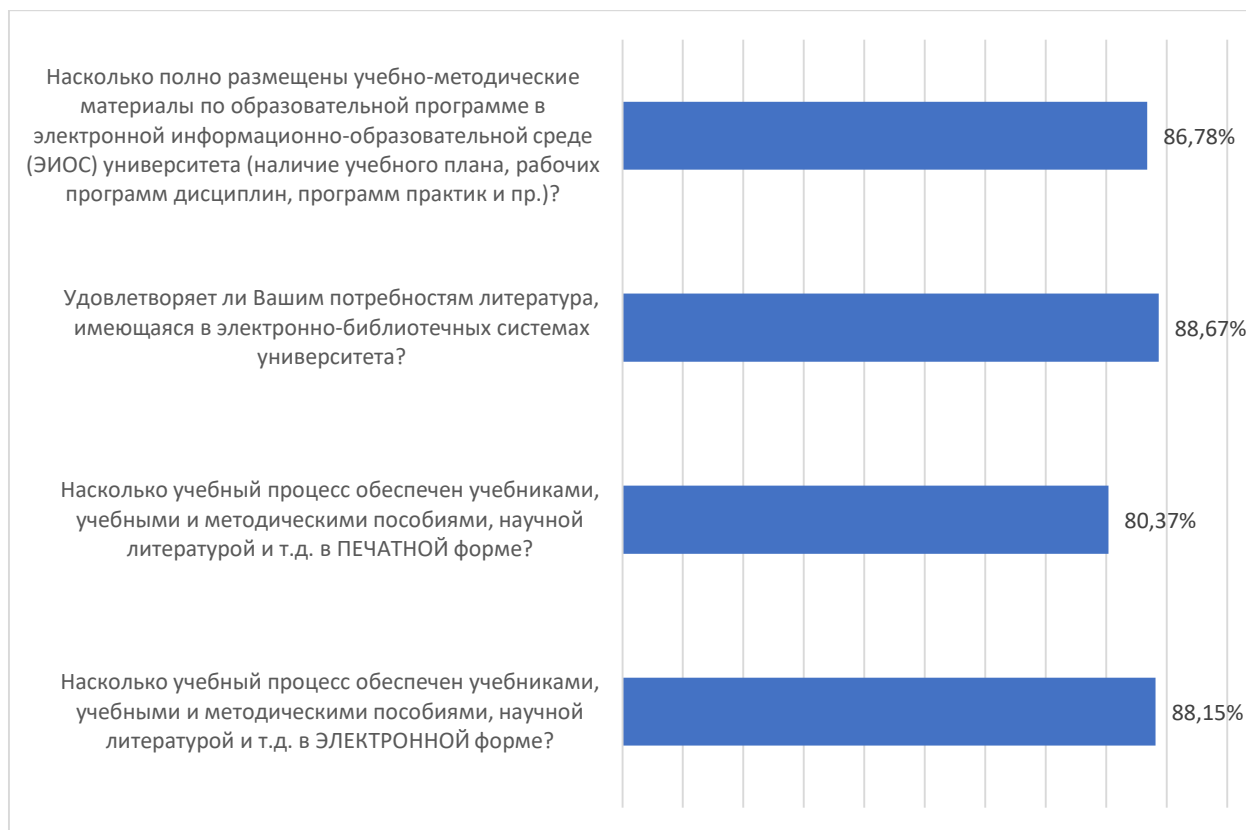 Насколько полно размещены учебно-методические
материалы по образовательной программе в
электронной информационно-образовательной среде
(ЭИОС) университета (наличие учебного плана, рабочих
программ дисциплин, программ практик и пр.)?
86,78%
Удовлетворяет ли Вашим потребностям литература,
имеющаяся в электронно-библиотечных системах
университета?
88,67%
Насколько учебный процесс обеспечен учебниками,
учебными и методическими пособиями, научной
литературой и т.д. в ПЕЧАТНОЙ форме?
80,37%
Насколько учебный процесс обеспечен учебниками,
учебными и методическими пособиями, научной
литературой и т.д. в ЭЛЕКТРОННОЙ форме?
88,15%